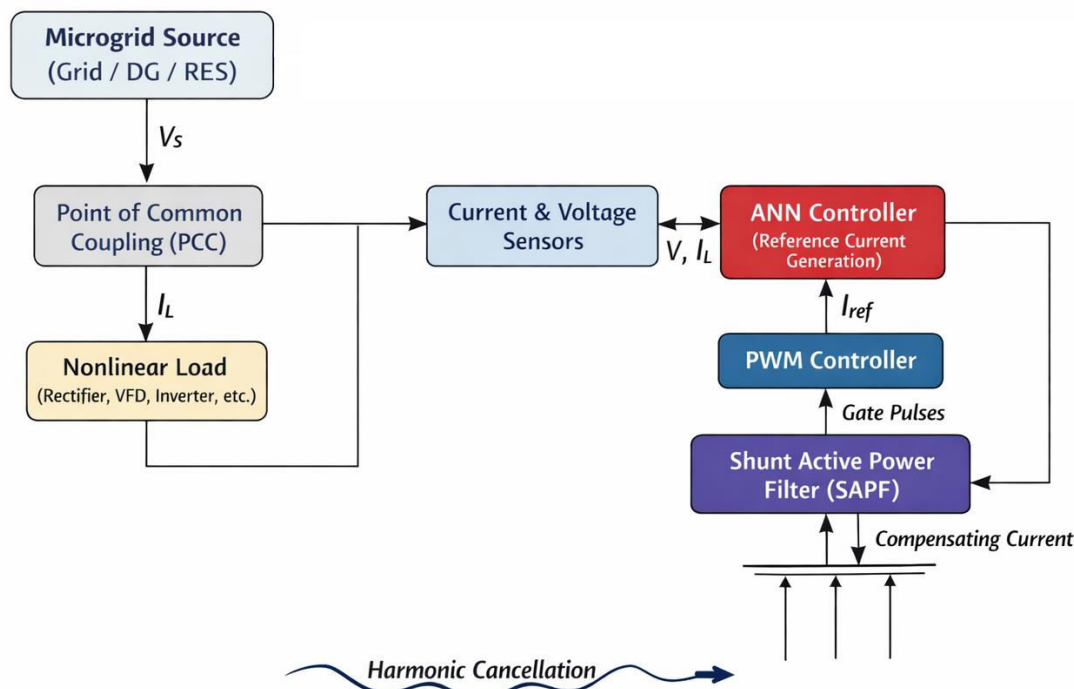 Microgrid Source
(Grid / DG / RES)
Vs
Point of Common
Coupling (PCC)
Current & Voltage
Sensors
V, IL
ANN Controller
(Reference Current
Generation)
IL
Iref
Nonlinear Load
(Rectifier, VFD, Inverter, etc.)
PWM Controller
Gate Pulses
Shunt Active Power
Filter (SAPF)
Compensating Current
Harmonic Cancellation